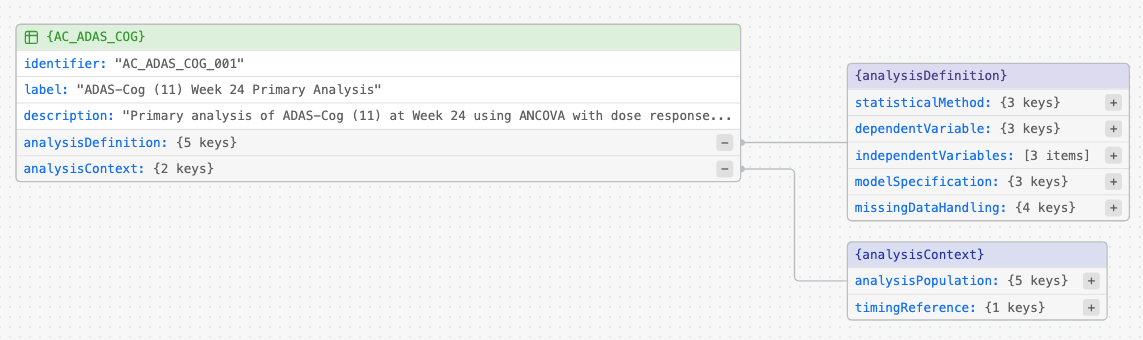 {AC_ADAS_COG}
identifier: "AC_ADAS_COG_001"
label: "ADAS-Cog (11) Week 24 Primary Analysis"
description: "Primary analysis of ADAS-Cog (11) at Week 24 using ANCOVA with dose response...
analysisDefinition: {5 keys} −
analysisContext: {2 keys} −
{analysisDefinition}
statisticalMethod: {3 keys} +
dependentVariable: {3 keys} +
independentVariables: [3 items] +
modelSpecification: {3 keys} +
missingDataHandling: {4 keys} +
{analysisContext}
analysisPopulation: {5 keys} +
timingReference: {1 keys} +